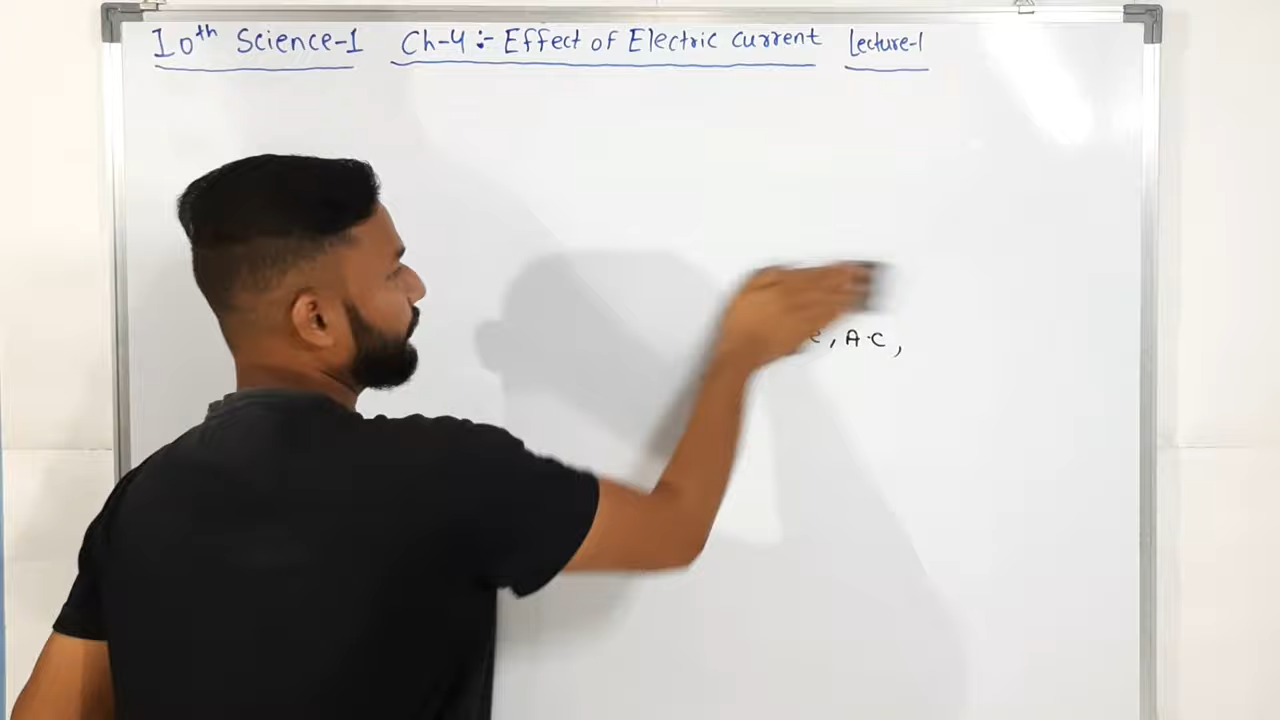 10th Science-1 Ch-4 :- Effect of Electric current Lecture-1
, A.C,